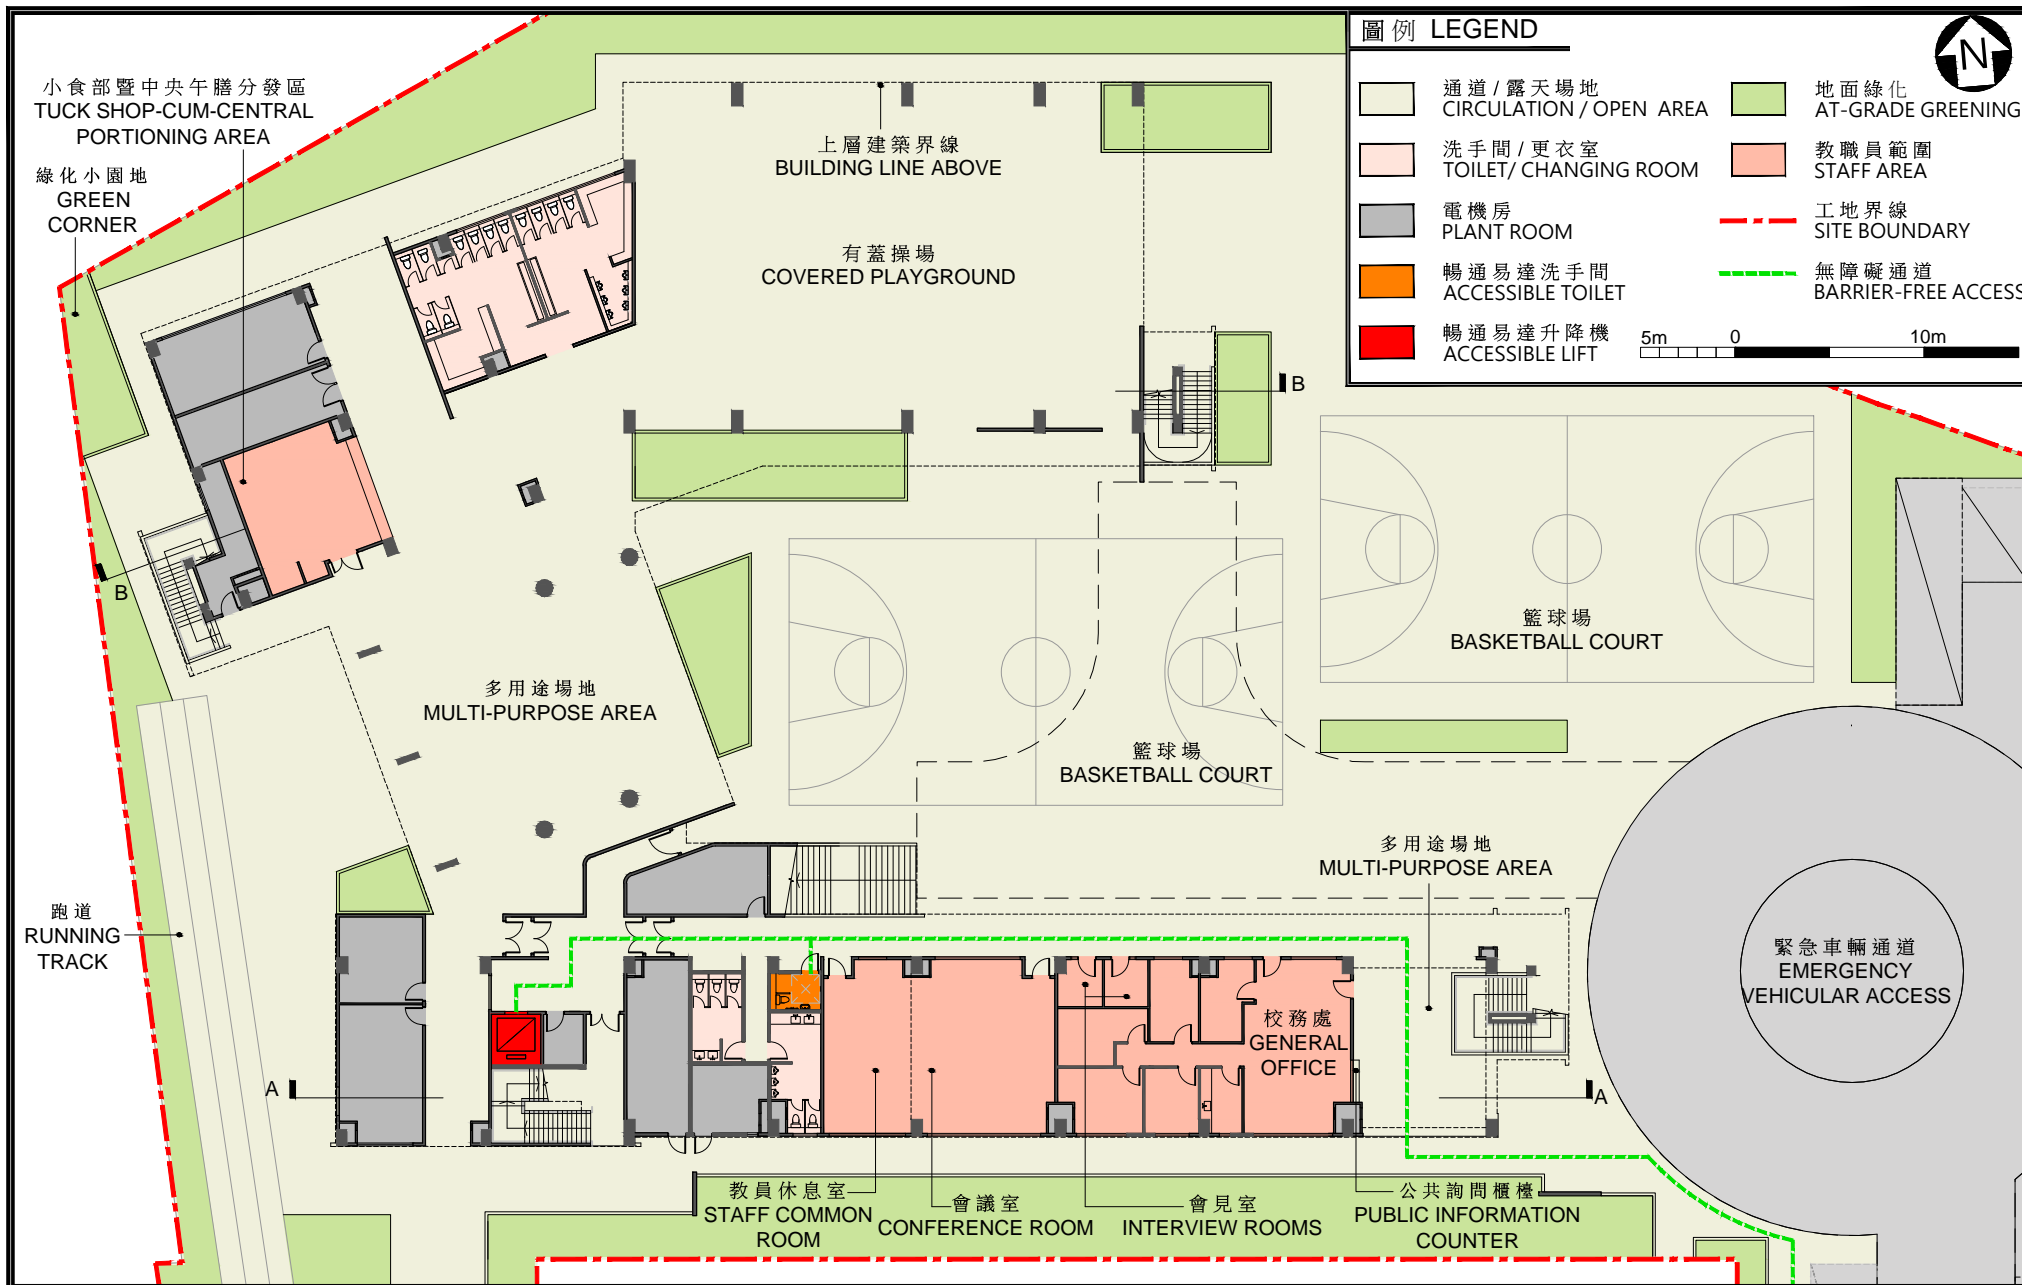 小食部暨中央午膳分發區
TUCK SHOP-CUM-CENTRAL
PORTIONING AREA
綠化小園地
GREEN
CORNER
上層建築界線
BUILDING LINE ABOVE
有蓋操場
COVERED PLAYGROUND
圖例 LEGEND
N
通道/露天場地
CIRCULATION / OPEN AREA
洗手間/更衣室
TOILET/ CHANGING ROOM
電機房
PLANT ROOM
暢通易達洗手間
ACCESSIBLE TOILET
暢通易達升降機
ACCESSIBLE LIFT
地面綠化
AT-GRADE GREENING
教職員範圍
STAFF AREA
工地界線
SITE BOUNDARY
無障礙通道
BARRIER-FREE ACCESS
5m 0 10m
B
B
籃球場
BASKETBALL COURT
多用途場地
MULTI-PURPOSE AREA
籃球場
BASKETBALL COURT
多用途場地
MULTI-PURPOSE AREA
跑道
RUNNING
TRACK
緊急車輛通道
EMERGENCY
VEHICULAR ACCESS
校務處
GENERAL
OFFICE
A
A
教員休息室
STAFF COMMON
ROOM
會議室
CONFERENCE ROOM
會見室
INTERVIEW ROOMS
公共詢問櫃檯
PUBLIC INFORMATION
COUNTER